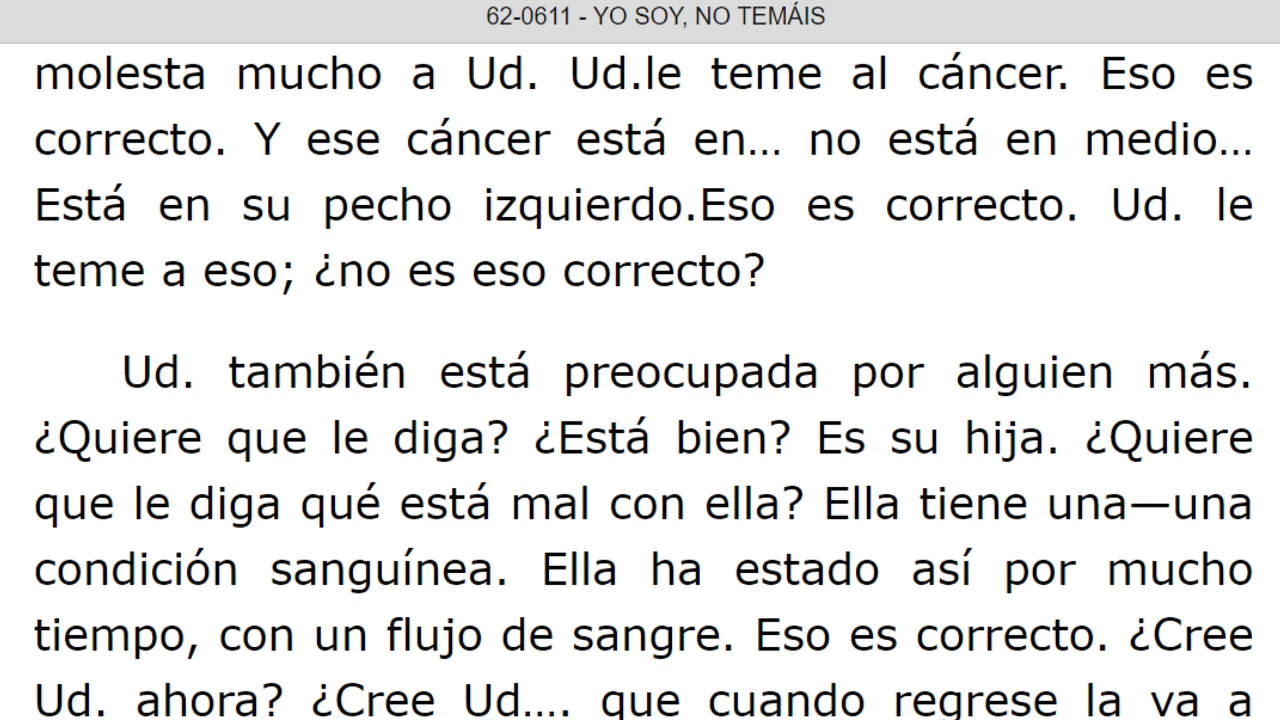 62-0611 - YO SOY, NO TEMÁIS
molesta mucho a Ud. Ud.le teme al cáncer. Eso es
correcto. Y ese cáncer está en… no está en medio…
Está en su pecho izquierdo.Eso es correcto. Ud. le
teme a eso; ¿no es eso correcto?
Ud. también está preocupada por alguien más.
¿Quiere que le diga? ¿Está bien? Es su hija. ¿Quiere
que le diga qué está mal con ella? Ella tiene una—una
condición sanguínea. Ella ha estado así por mucho
tiempo, con un flujo de sangre. Eso es correcto. ¿Cree
Ud. ahora? ¿Cree Ud…. que cuando regrese la va a